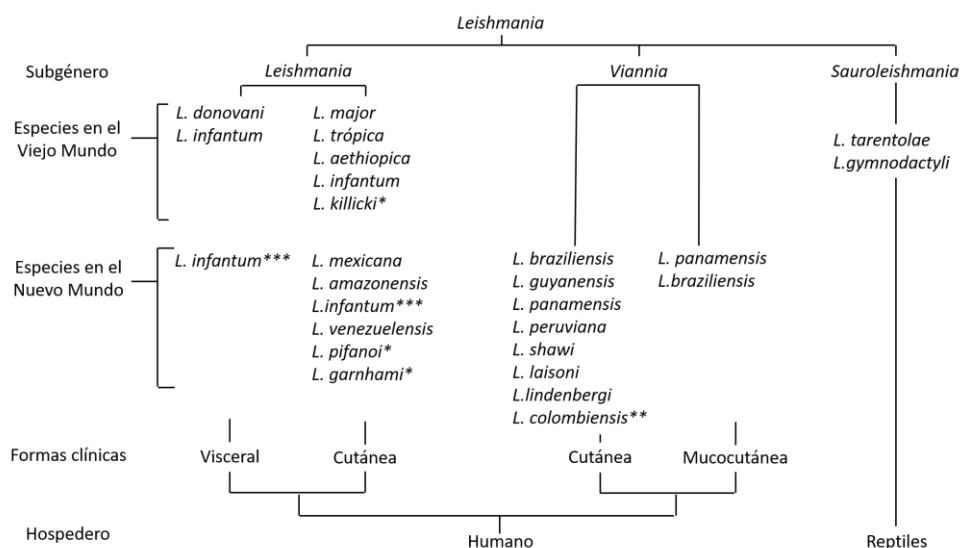 Leishmania
Subgénero
Leishmania
Viannia
Sauroleishmania
Especies en el
Viejo Mundo
L. donovani
L. infantum
L. major
L. trópica
L. aethiopica
L. infantum
L. killicki*
L. tarentolae
L.gymnodactyli
Especies en el
Nuevo Mundo
L. infantum***
L. mexicana
L. amazonensis
L.infantum***
L. venezuelensis
L. pifanoi*
L. garnhami*
L. braziliensis
L. guyanensis
L. panamensis
L. peruviana
L. shawi
L. laisoni
L.lindenbergi
L. colombiensis**
L. panamensis
L.braziliensis
Formas clínicas
Visceral
Cutánea
Cutánea
Mucocutánea
Hospedero
Humano
Reptiles